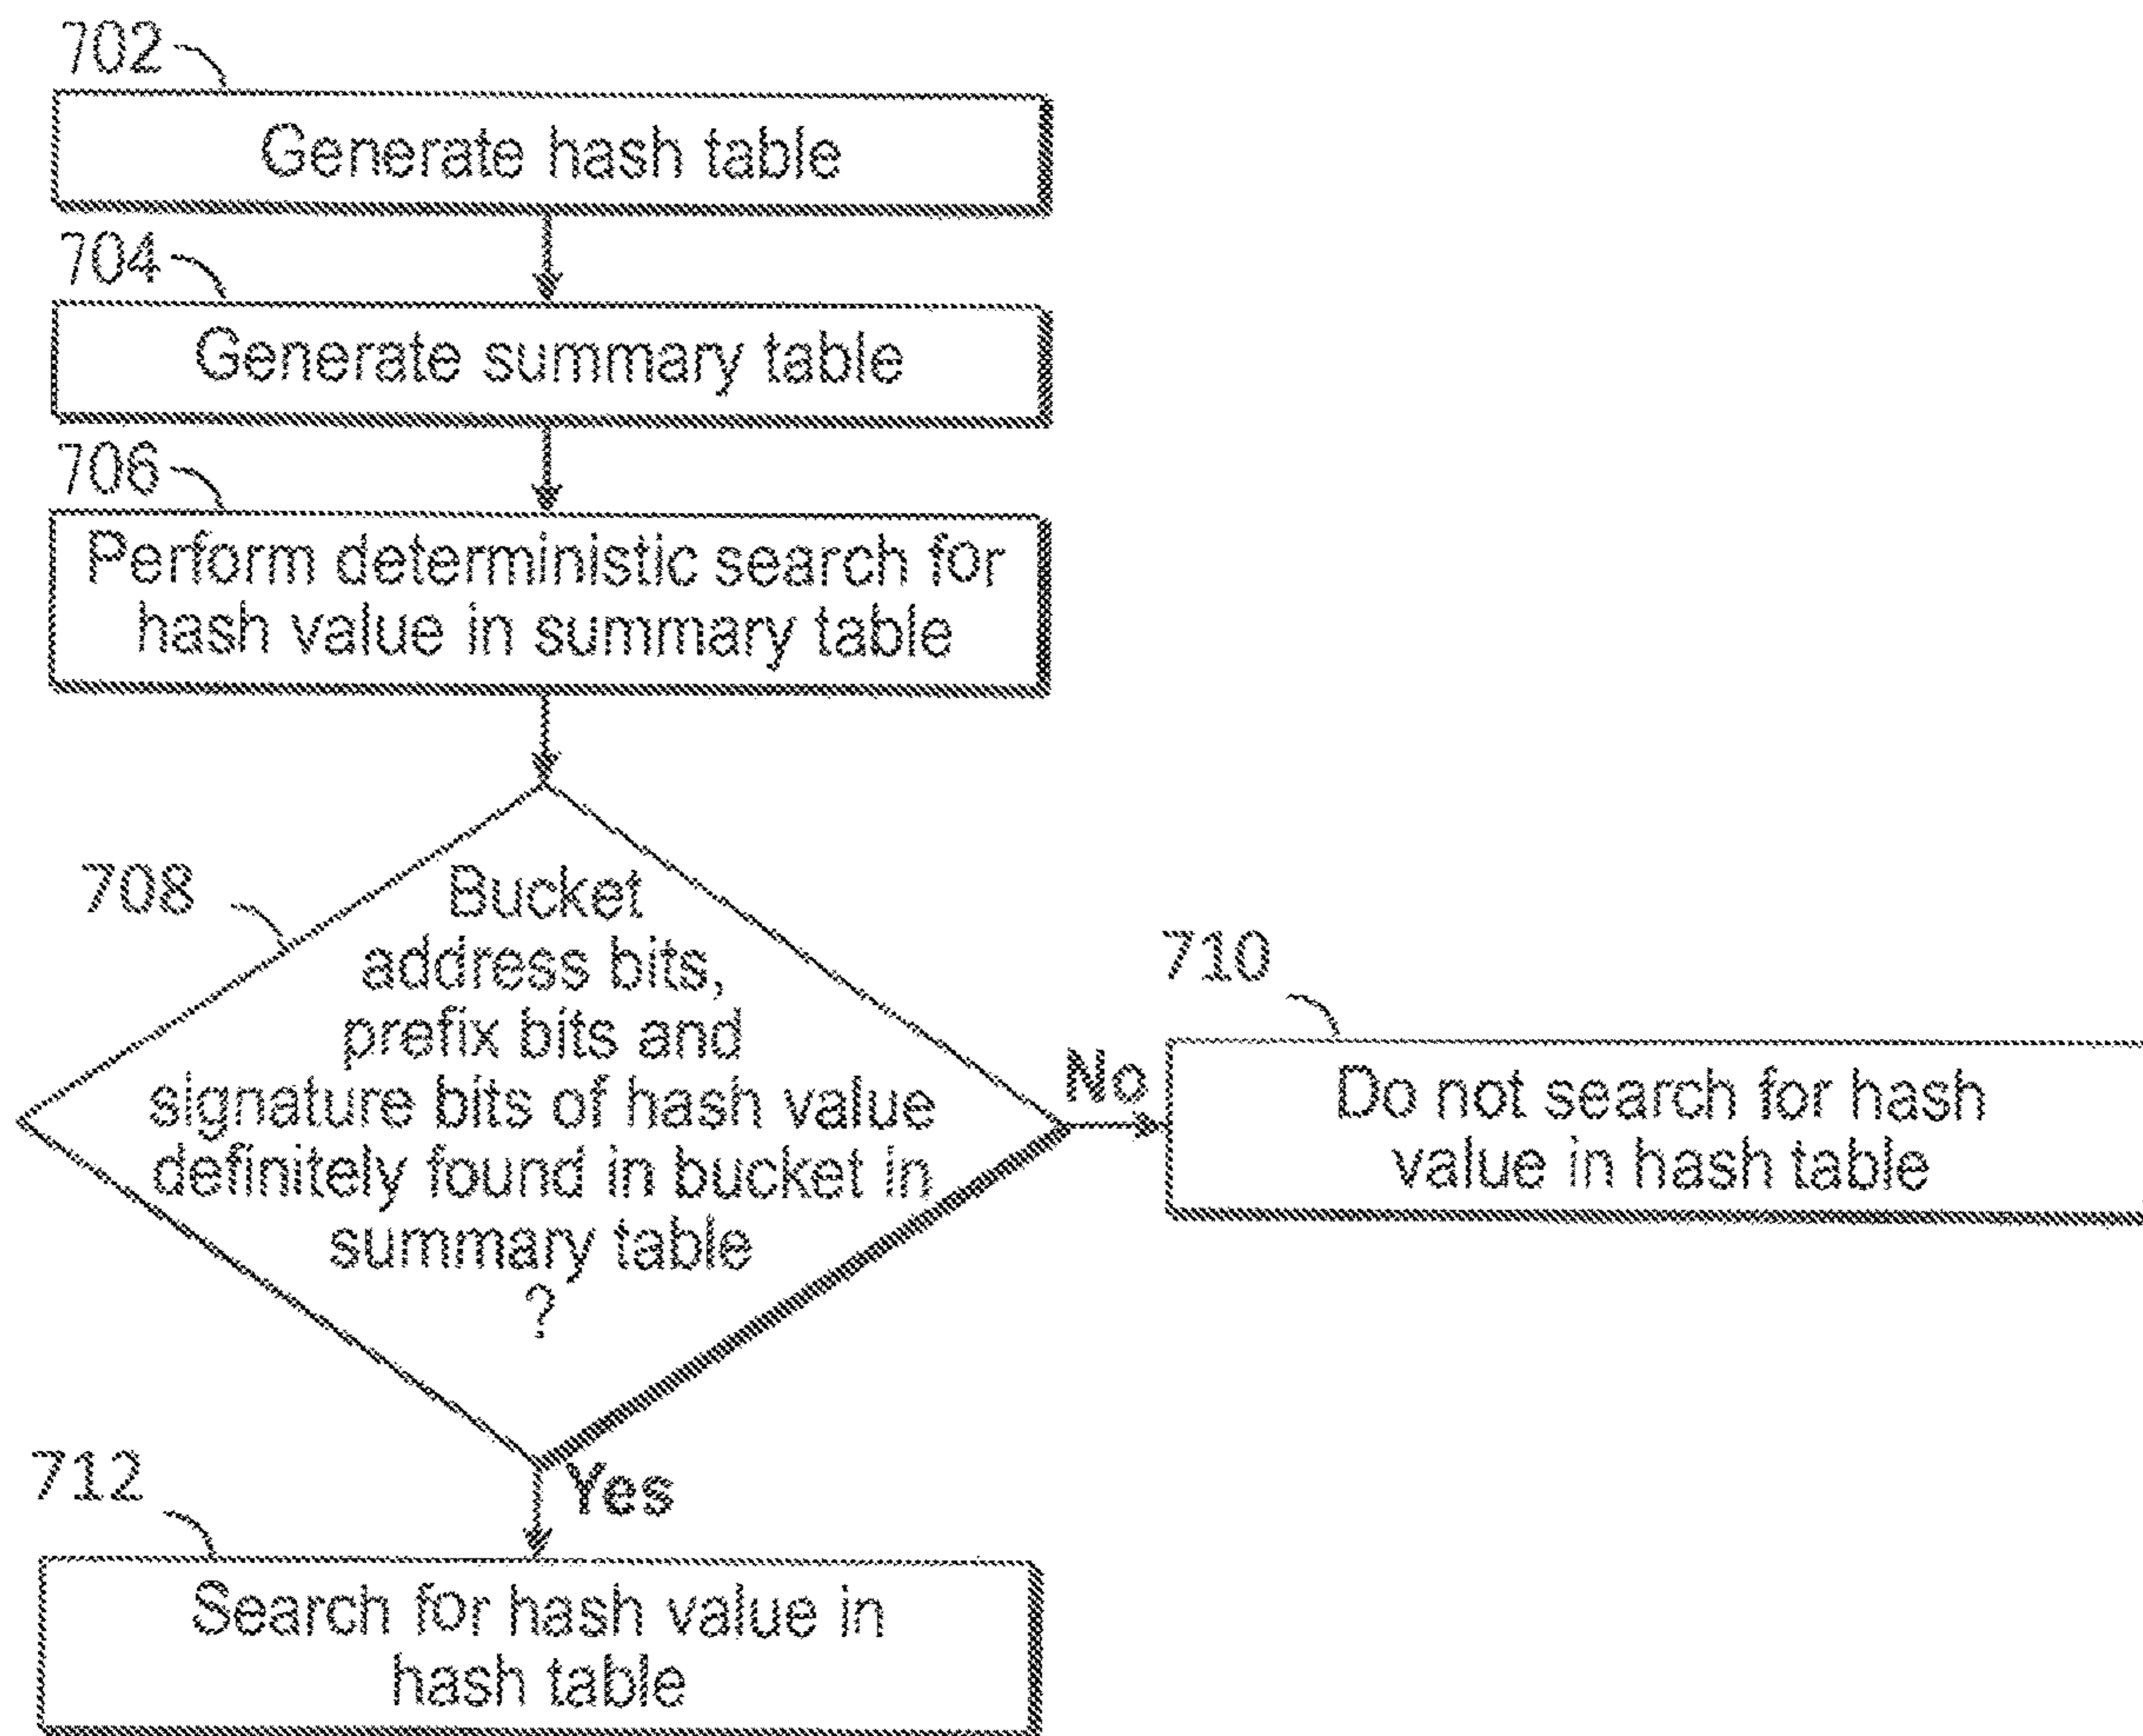 702
Generate hash table
704
Generate summary table
706
Perform deterministic search for
hash value in summary table
708
Bucket
address bits,
prefix bits and
signature bits of hash value
definitely found in bucket in
summary table
?
No
710
Do not search for hash
value in hash table
Yes
712
Search for hash value in
hash table